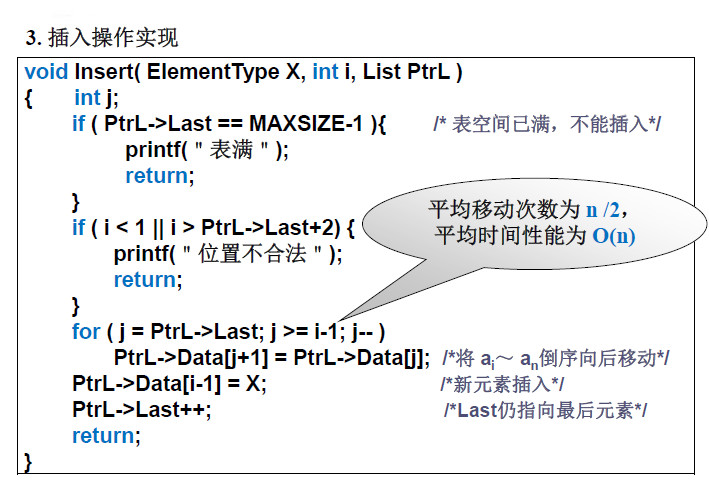 3. 插入操作实现
void Insert( ElementType X, int i, List PtrL )
{ int j;
if ( PtrL->Last == MAXSIZE-1 ){ /* 表空间已满，不能插入*/
printf( " 表满 " );
return;
}
if ( i < 1 || i > PtrL->Last+2) {
printf( " 位置不合法 " );
return;
}
平均移动次数为 n /2，
平均时间性能为 O(n)
for ( j = PtrL->Last; j >= i-1; j-- )
PtrL->Data[j+1] = PtrL->Data[j]; /*将 ai～ an倒序向后移动*/
PtrL->Data[i-1] = X; /*新元素插入*/
PtrL->Last++; /*Last仍指向最后元素*/
return;
}